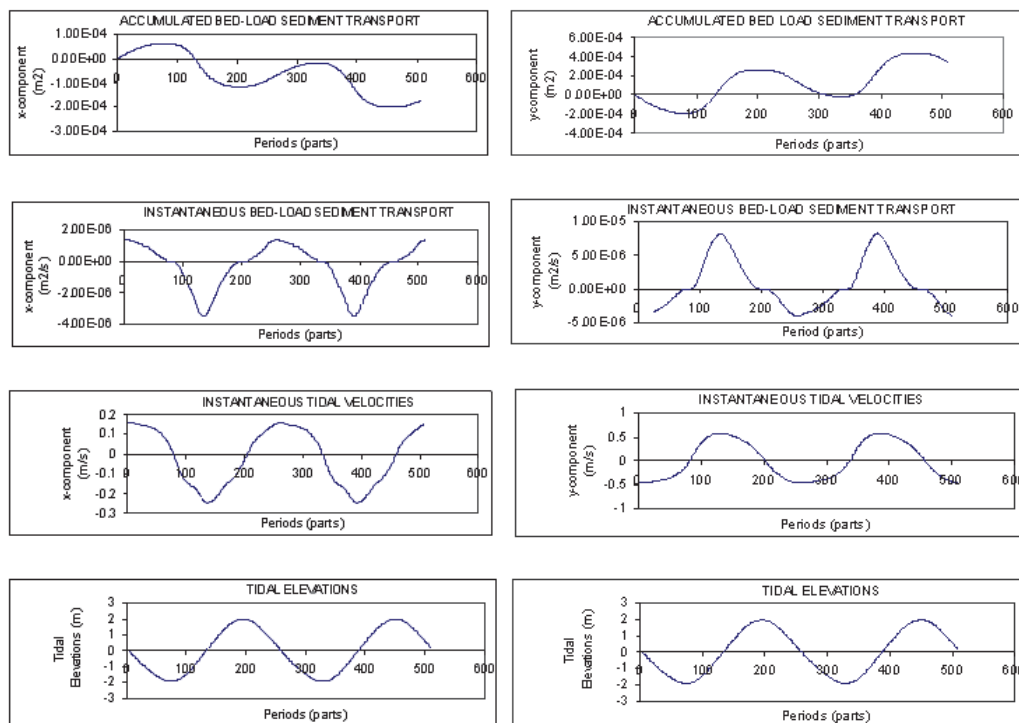 ACCUMULATED BED-LOAD SEDIMENT TRANSPORT
x-component
(m2)
1.00E-04
0.00E+00
-1.00E-04
-2.00E-04
-3.00E-04
0 100 200 300 400 500 600
Periods (parts)
ACCUMULATED BED LOAD SEDIMENT TRANSPORT
y-component
(m2)
6.00E-04
4.00E-04
2.00E-04
0.00E+00
-2.00E-04
-4.00E-04
0 100 200 300 400 500 600
Periods (parts)
INSTANTANEOUS BED-LOAD SEDIMENT TRANSPORT
x-component
(m2/s)
2.00E-06
0.00E+00
-2.00E-06
-4.00E-06
0 100 200 300 400 500 600
Periods (parts)
INSTANTANEOUS BED-LOAD SEDIMENT TRANSPORT
y-component
(m2/s)
1.00E-05
5.00E-06
0.00E+00
-5.00E-06
0 100 200 300 400 500 600
Period (parts)
INSTANTANEOUS TIDAL VELOCITIES
x-component
(m/s)
0.2
0.1
0
-0.1
-0.2
-0.3
0 100 200 300 400 500 600
Periods (parts)
INSTANTANEOUS TIDAL VELOCITIES
y-component
(m/s)
1
0.5
0
-0.5
-1
0 100 200 300 400 500 600
Periods (parts)
TIDAL ELEVATIONS
Tidal
Elevations (m)
3
2
1
0
-1
-2
-3
0 100 200 300 400 500 600
Periods (parts)
TIDAL ELEVATIONS
Tidal
Elevations (m)
3
2
1
0
-1
-2
-3
0 100 200 300 400 500 600
Periods (parts)